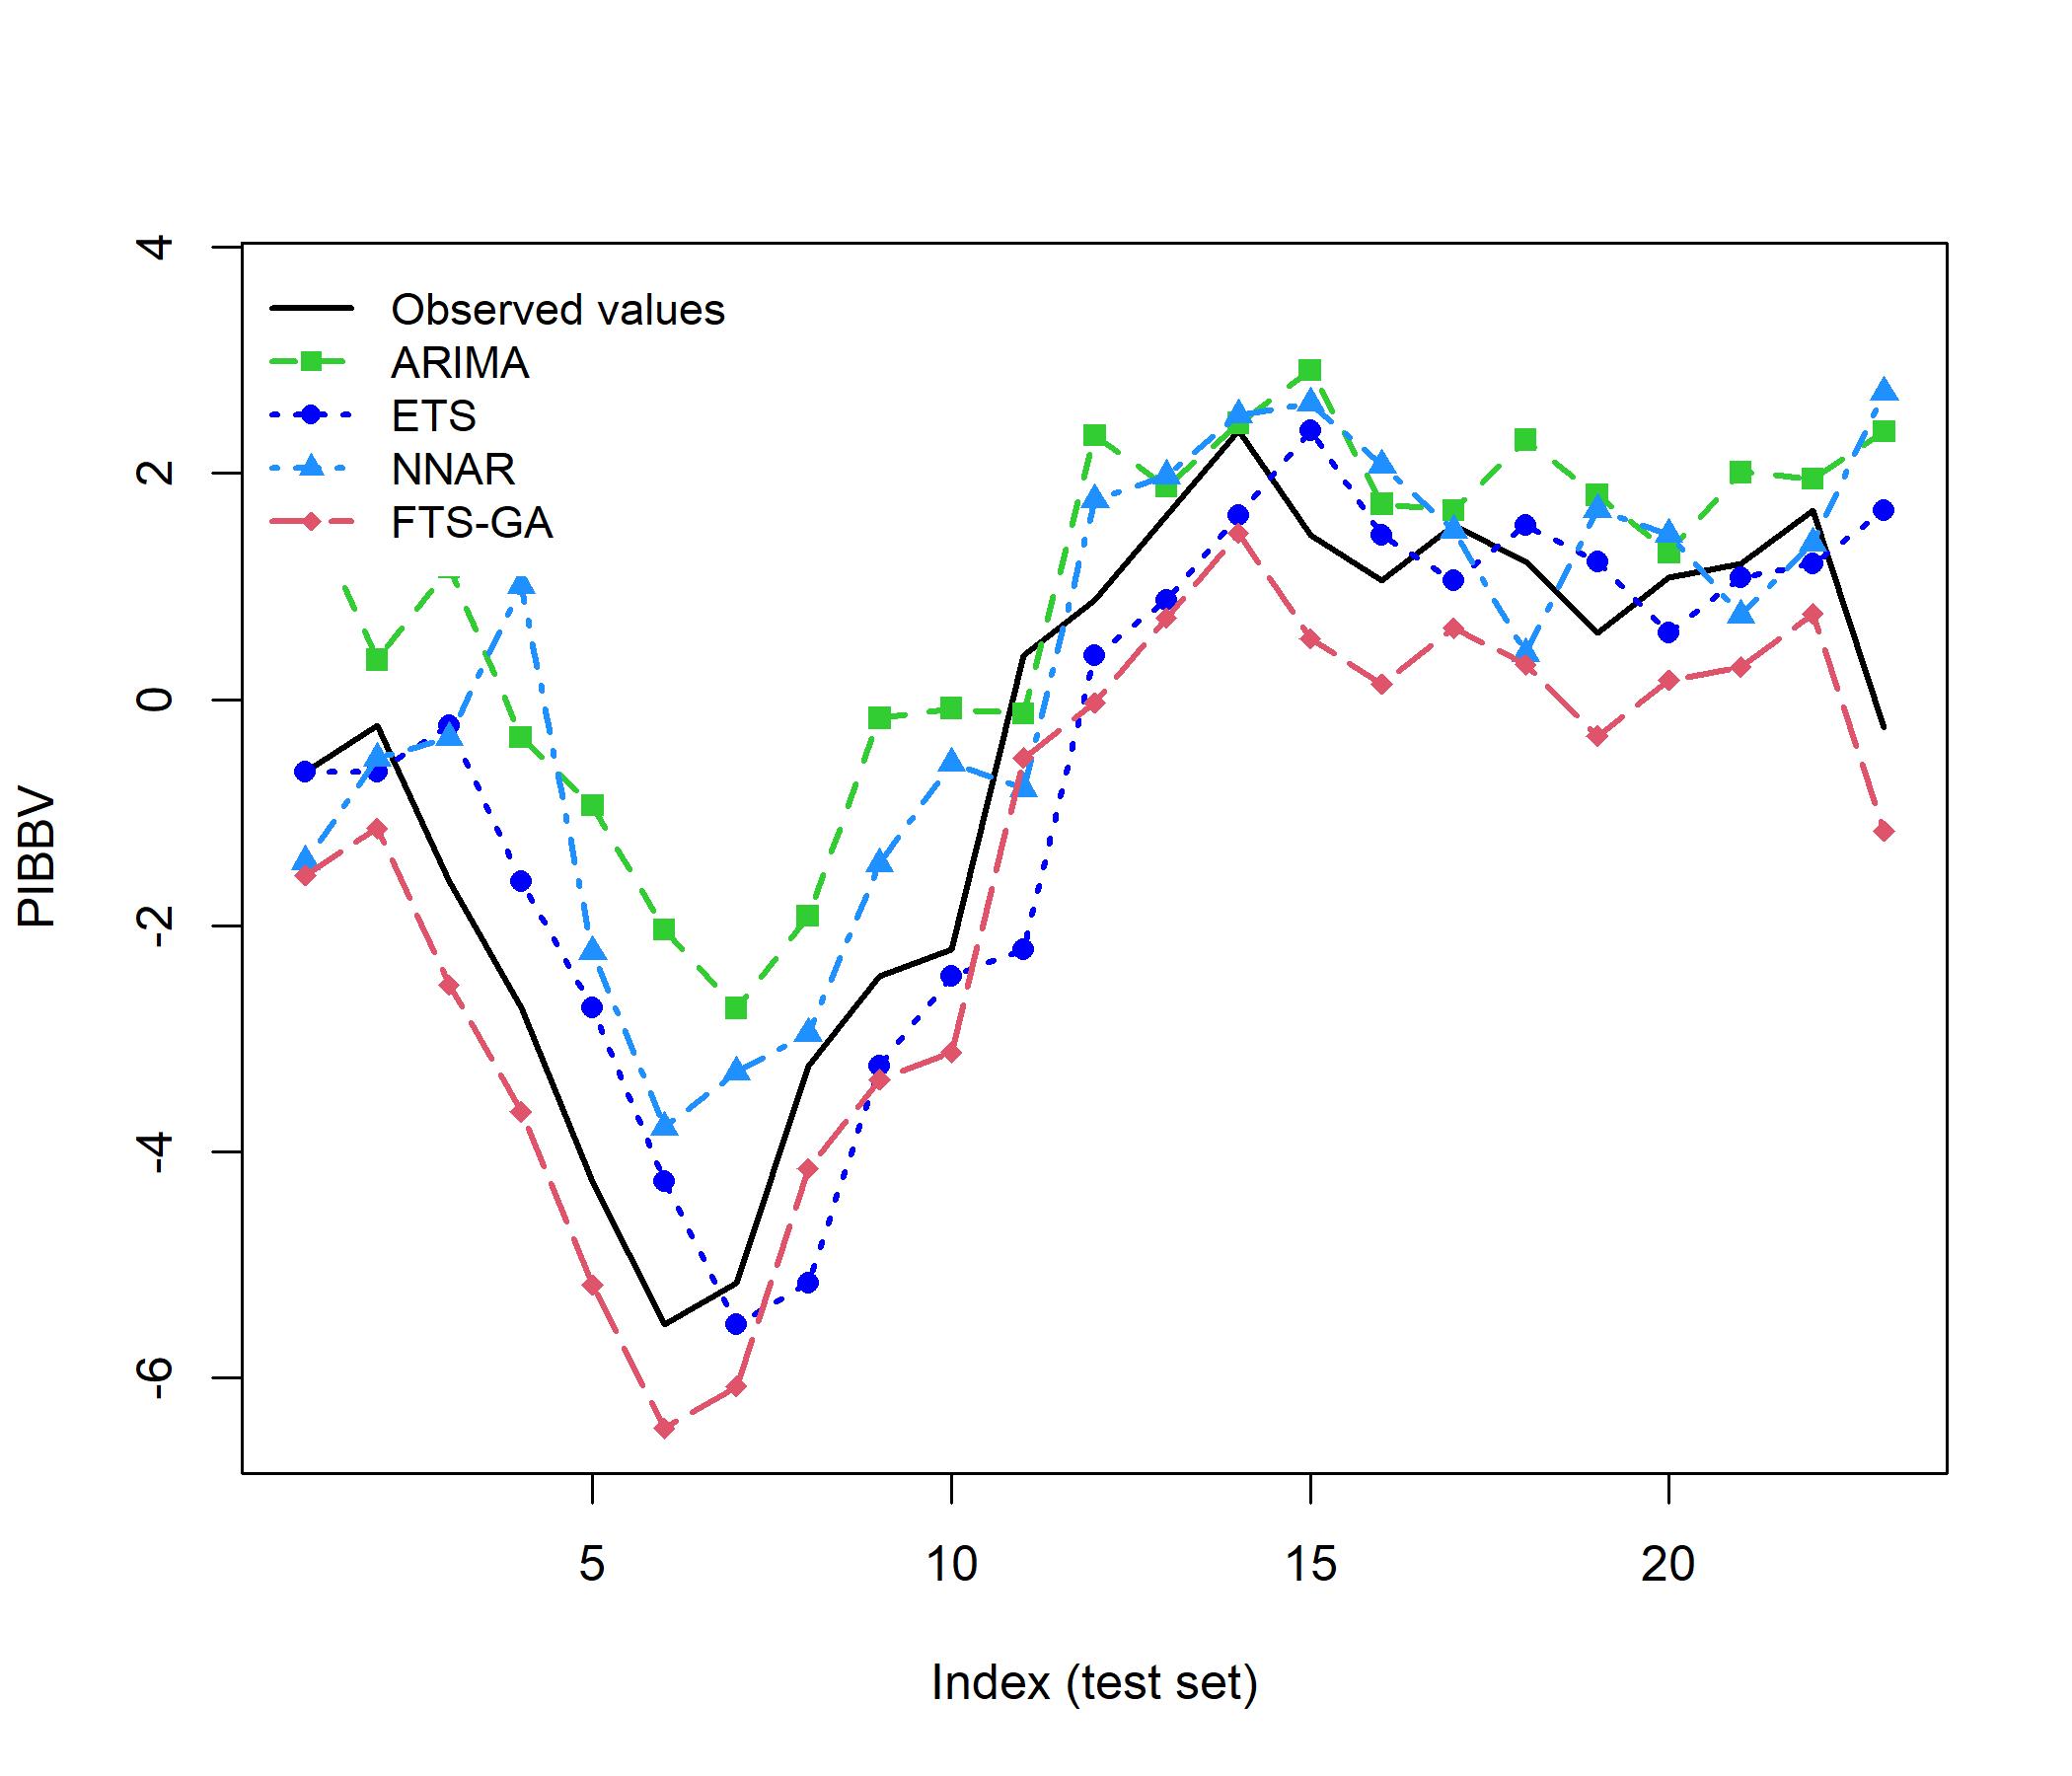 Observed values
ARIMA
ETS
NNAR
FTS-GA
PIBBV
4
2
0
-2
-4
-6
5 10 15 20
Index (test set)